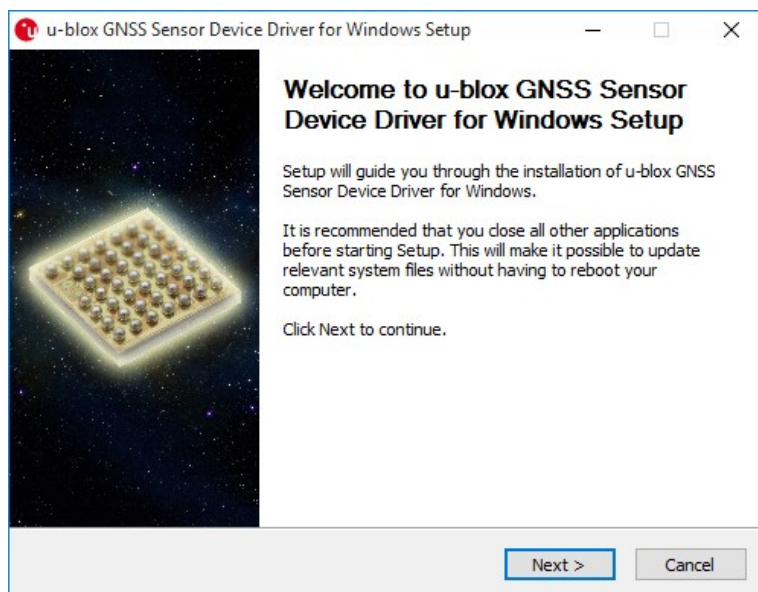 u-blox GNSS Sensor Device Driver for Windows Setup
Welcome to u-blox GNSS Sensor
Device Driver for Windows Setup
Setup will guide you through the installation of u-blox GNSS
Sensor Device Driver for Windows.
It is recommended that you close all other applications
before starting Setup. This will make it possible to update
relevant system files without having to reboot your
computer.
Click Next to continue.
Next >
Cancel